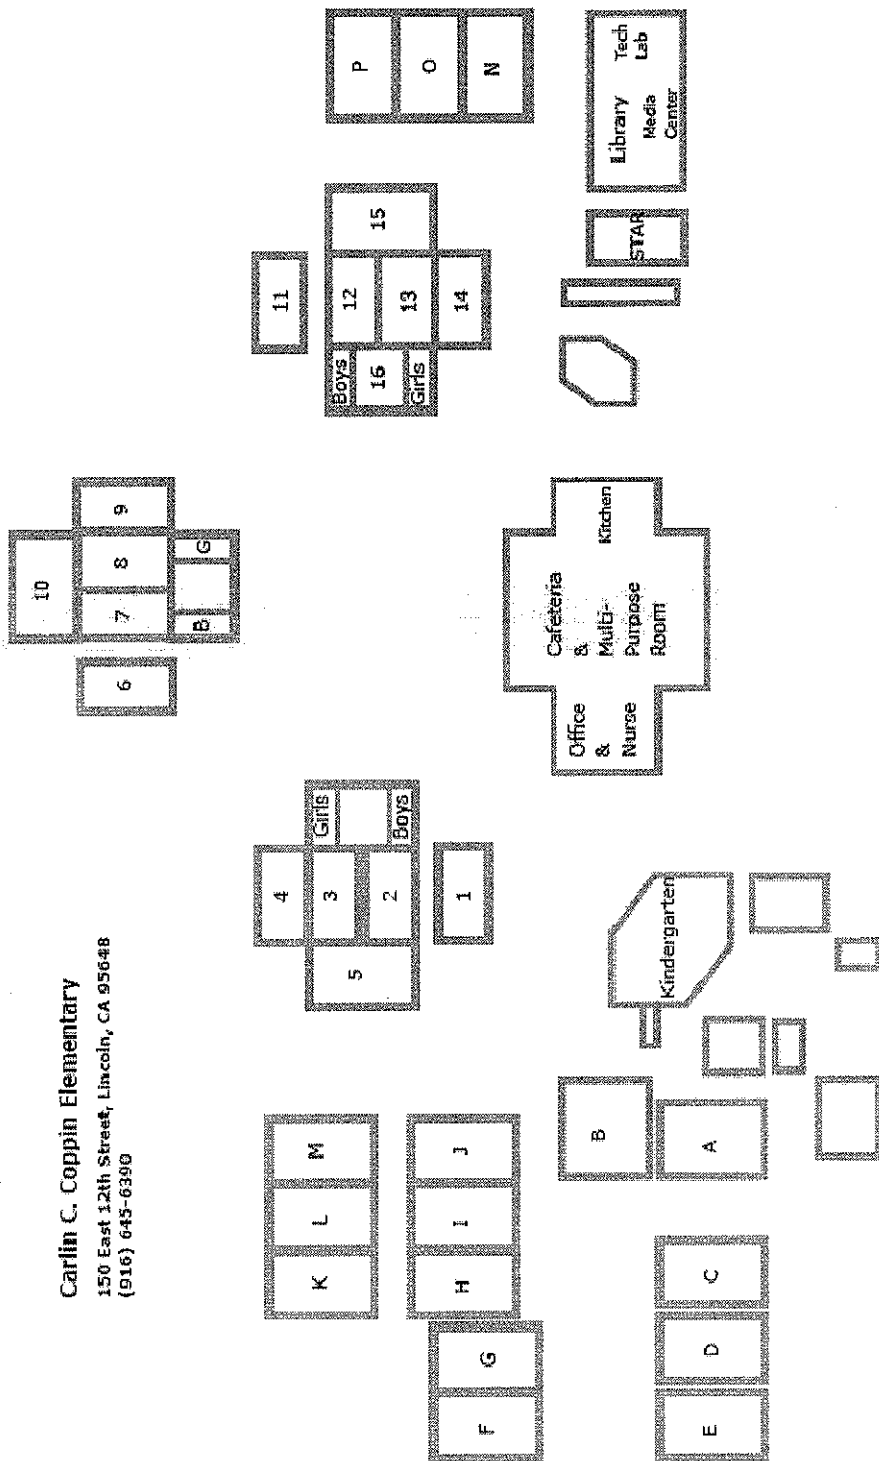 Carlin C. Coppin Elementary
150 East 12th Street, Lincoln, CA 95648
(916) 645-6390
10
6
7
8
9
B
G
K
L
M
4
11
5
3
Girls
2
Boys
Boys
12
15
16
13
Girls
14
P
O
N
F
G
H
I
J
1
Office
&
Nurse
Cafeteria
&
Multi-
Purpose
Room
Kitchen
B
A
Kindergarten
STAR
Library
Media
Center
Tech
Lab
E
D
C